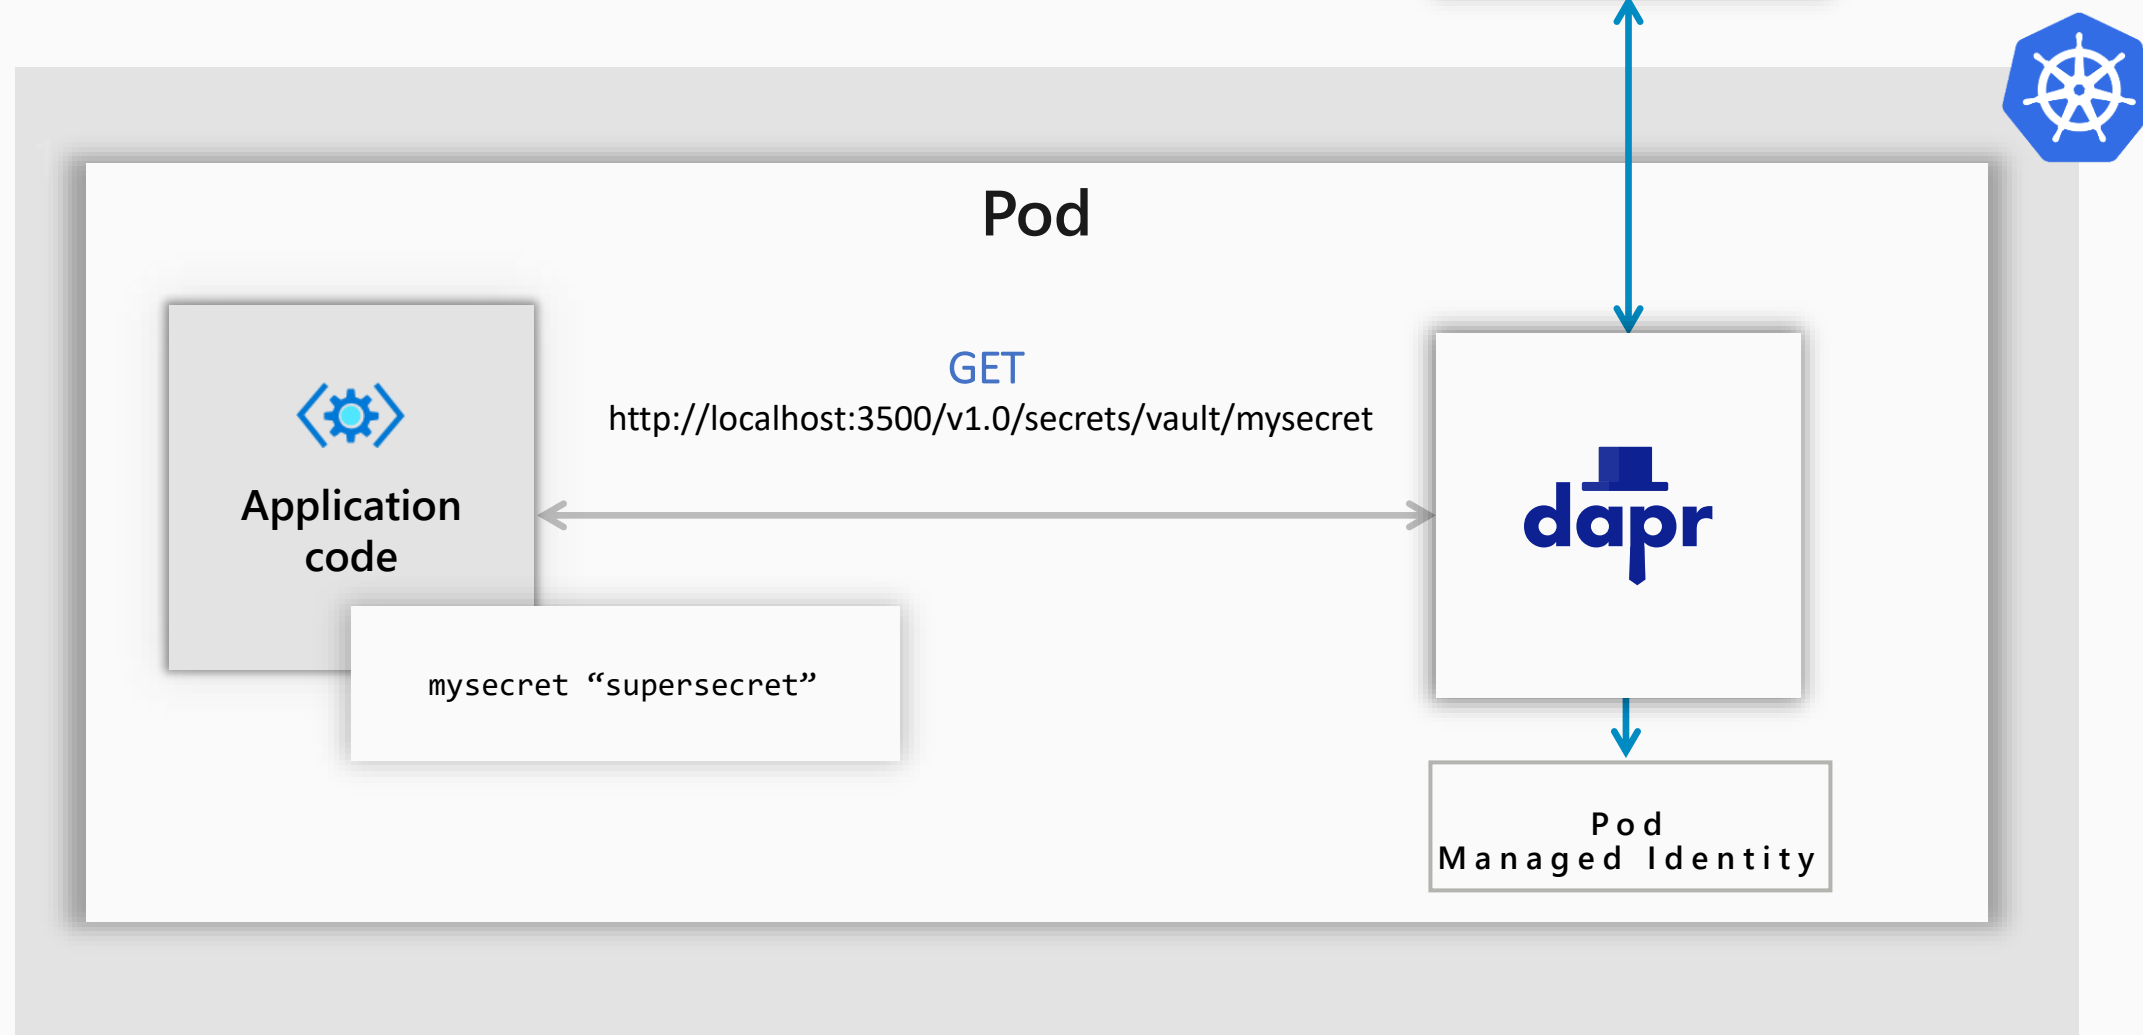 Pod
GET
http://localhost:3500/v1.0/secrets/vault/mysecret
Application
code
dapr
mysecret “supersecret”
Pod
Managed Identity